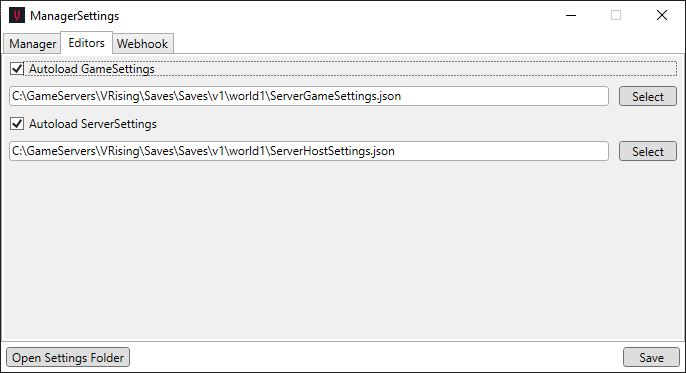 V ManagerSettings
Manager Editors Webhook
Autoload GameSettings
C:\GameServers\VRising\Saves\Saves\v1\world1\ServerGameSettings.json Select
Autoload ServerSettings
C:\GameServers\VRising\Saves\Saves\v1\world1\ServerHostSettings.json Select
Open Settings Folder Save